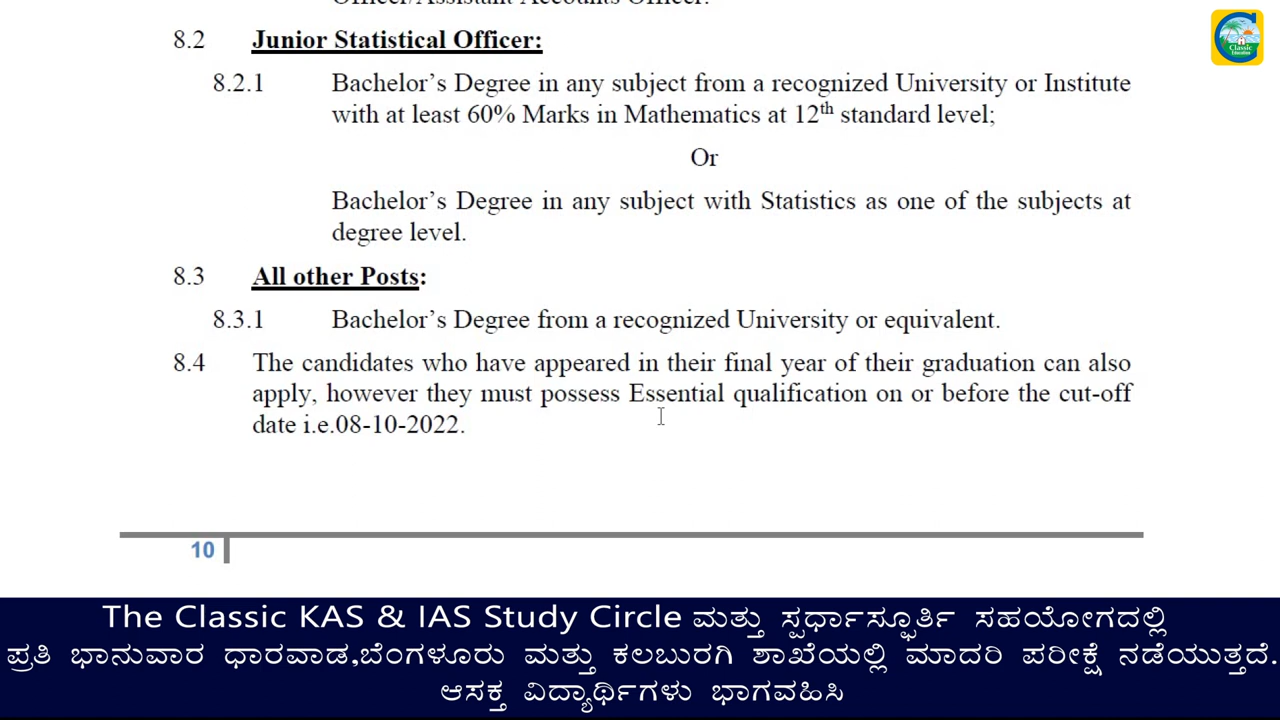 Officer/Assistant Accounts Officer.
8.2 Junior Statistical Officer:
8.2.1 Bachelor's Degree in any subject from a recognized University or Institute
with at least 60% Marks in Mathematics at 12th standard level;
Or
Bachelor's Degree in any subject with Statistics as one of the subjects at
degree level.
8.3 All other Posts:
8.3.1 Bachelor's Degree from a recognized University or equivalent.
8.4 The candidates who have appeared in their final year of their graduation can also
apply, however they must possess Essential qualification on or before the cut-off
date i.e.08-10-2022.
10
The Classic KAS & IAS Study Circle ಮತ್ತು ಸ್ಪರ್ಧಾಸ್ಫೂರ್ತಿ ಸಹಯೋಗದಲ್ಲಿ
ಪ್ರತಿ ಭಾನುವಾರ ಧಾರವಾಡ,ಬೆಂಗಳೂರು ಮತ್ತು ಕಲಬುರಗಿ ಶಾಖೆಯಲ್ಲಿ ಮಾದರಿ ಪರೀಕ್ಷೆ ನಡೆಯುತ್ತದೆ.
ಆಸಕ್ತ ವಿದ್ಯಾರ್ಥಿಗಳು ಭಾಗವಹಿಸಿ
Classic
Education